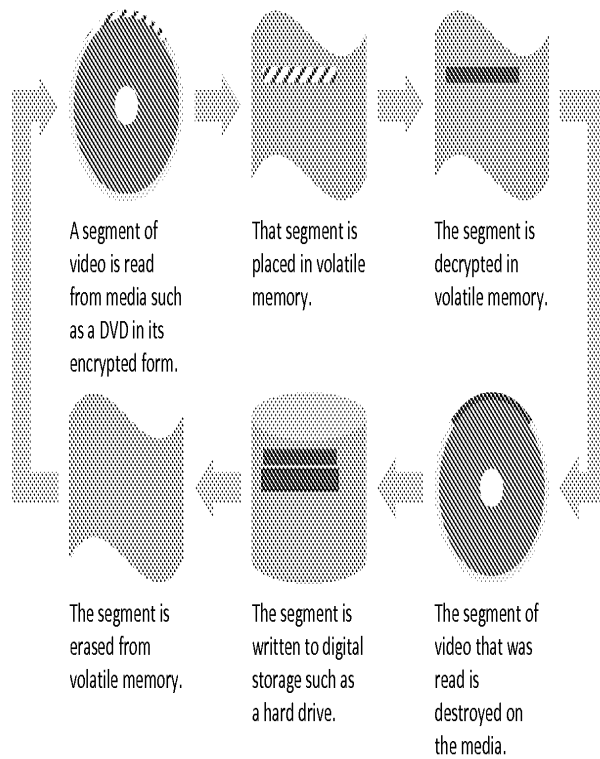 A segment of
video is read
from media such
as a DVD in its
encrypted form.
That segment is
placed in volatile
memory.
The segment is
decrypted in
volatile memory.
The segment is
erased from
volatile memory.
The segment is
written to digital
storage such as
a hard drive.
The segment of
video that was
read is
destroyed on
the media.